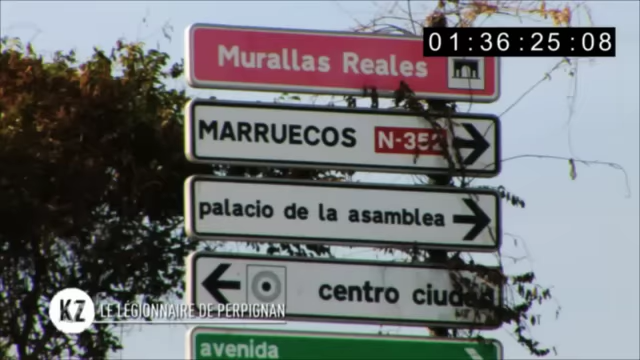 01:36:25:08
Murallas Reales
MARRUECOS N-352
palacio de la asamblea
centro ciudad
KZ LE LÉGIONNAIRE DE PERPIGNAN
avenida